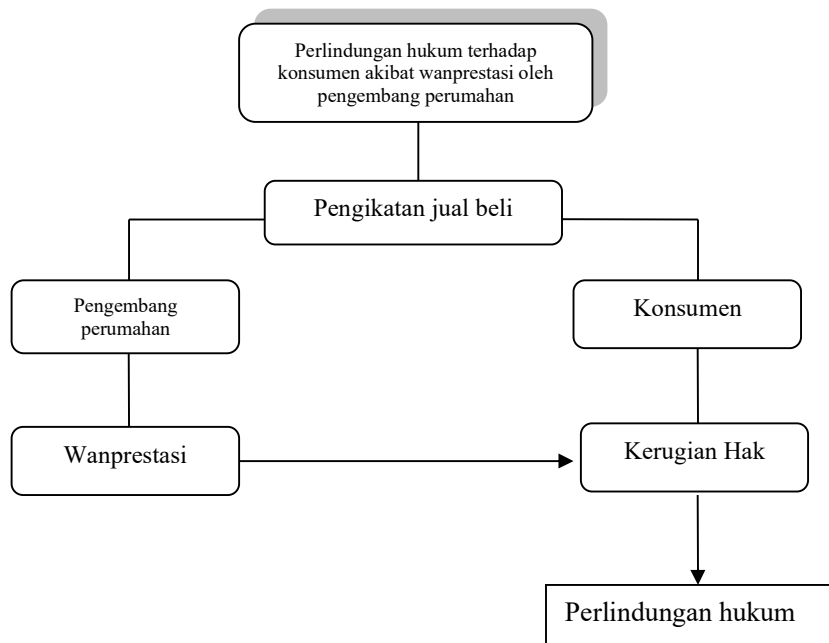 Perlindungan hukum terhadap
konsumen akibat wanprestasi oleh
pengembang perumahan
Pengikatan jual beli
Pengembang
perumahan
Konsumen
Wanprestasi
Kerugian Hak
Perlindungan hukum